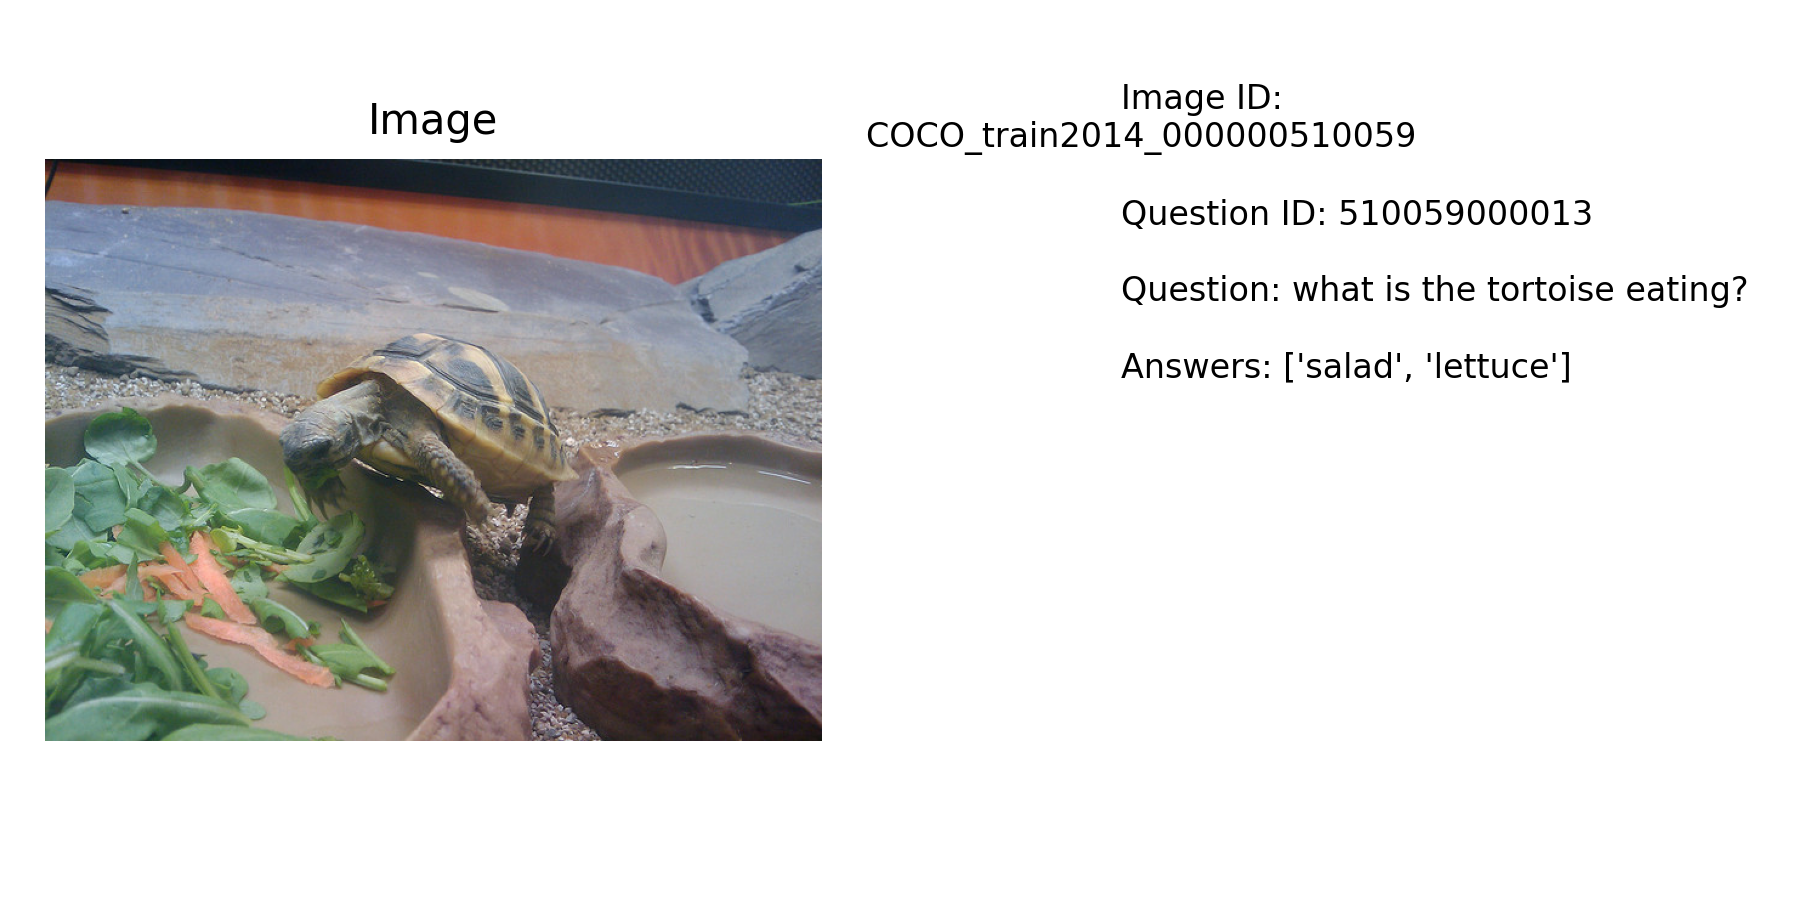 Image
Image ID:
COCO_train2014_000000510059
Question ID: 510059000013
Question: what is the tortoise eating?
Answers: ['salad', 'lettuce']